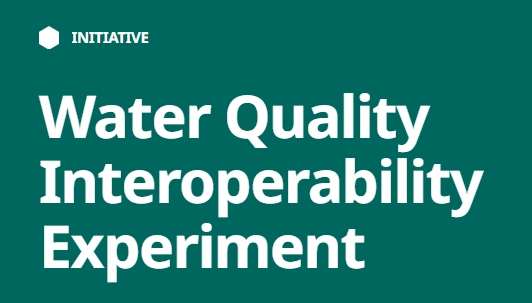 INITIATIVE
Water Quality
Interoperability
Experiment